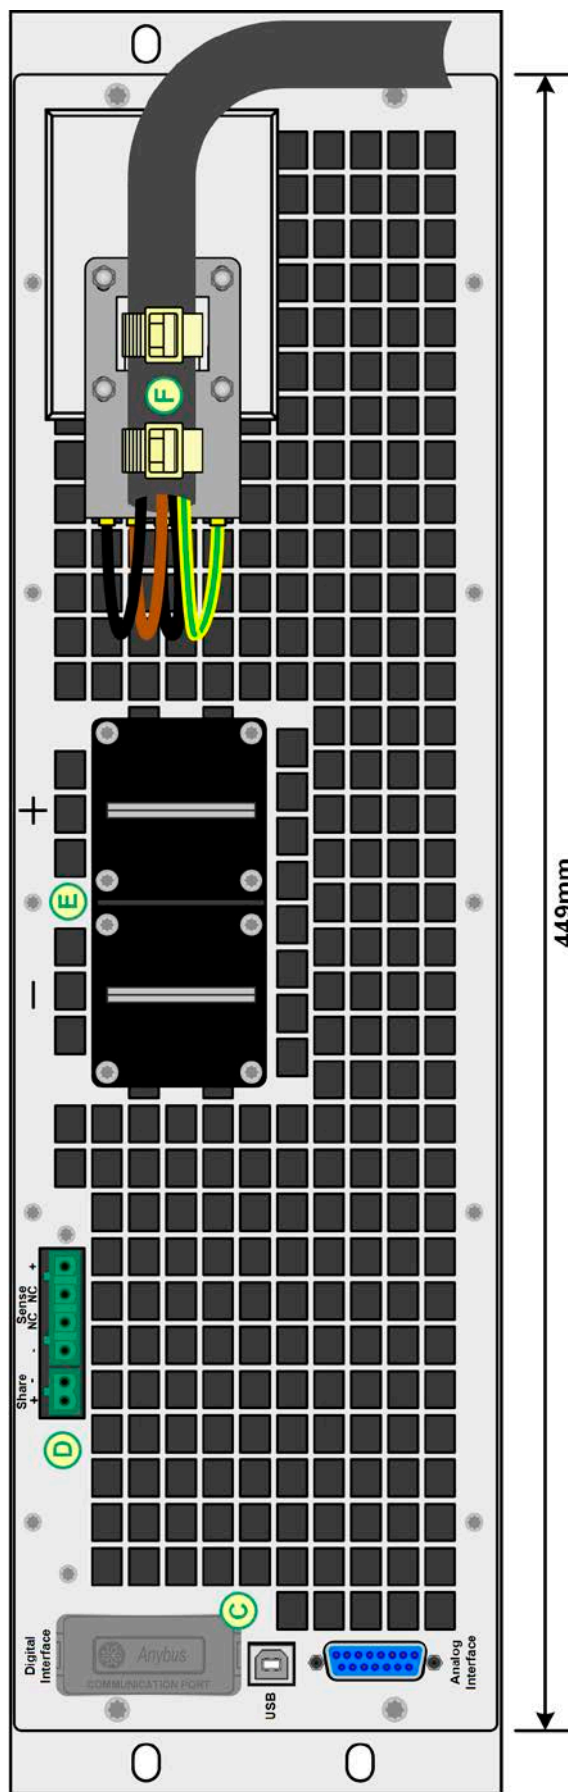 Digital
Interface
Anybus
COMMUNICATION PORT
C
USB
Analog
Interface
D
Share
+ -
Sense
- NC NC +
E
− +
F
449mm